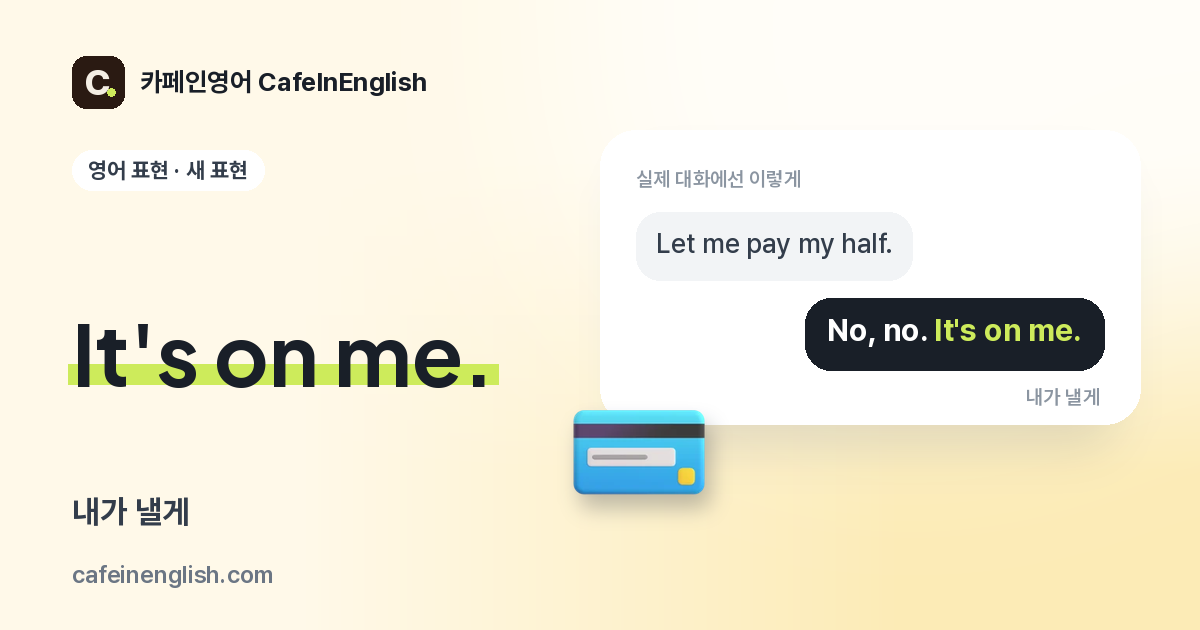 C.
카페인영어 CafeInEnglish
영어 표현 · 새 표현
It's on me.
내가 낼게
cafeinenglish.com
실제 대화에선 이렇게
Let me pay my half.
No, no. It's on me.
내가 낼게